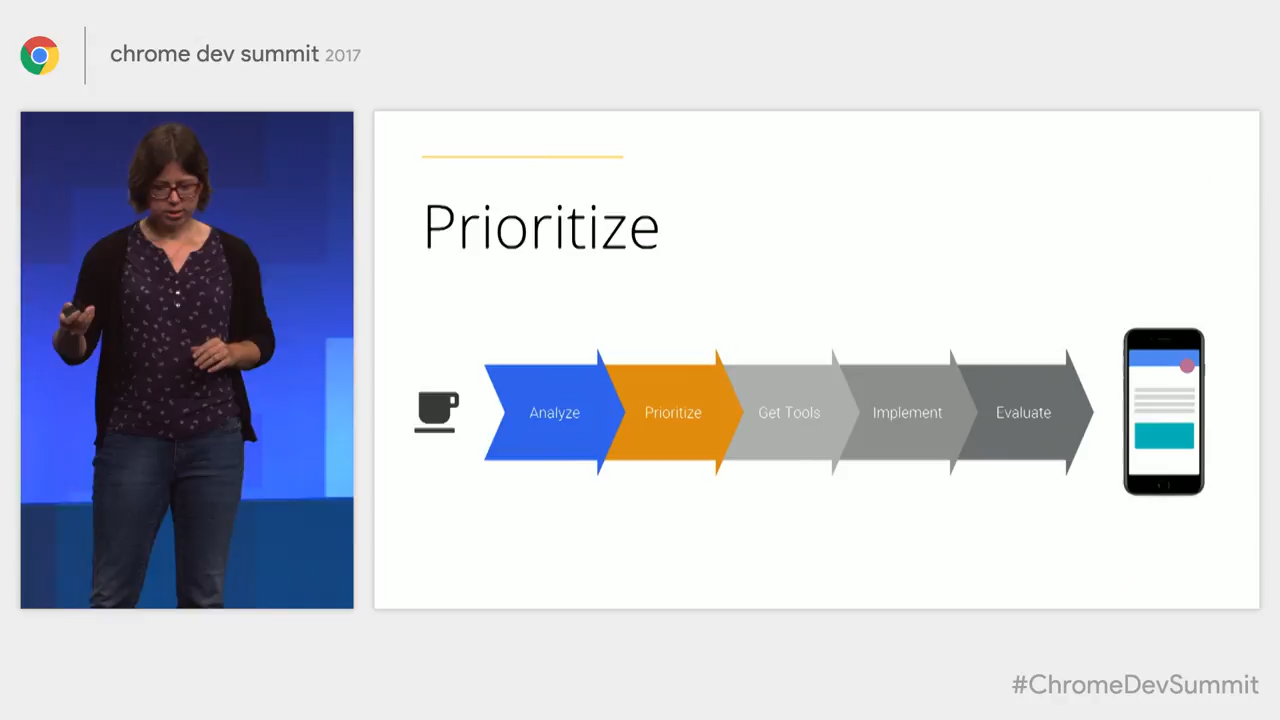 chrome dev summit 2017
Prioritize
Analyze
Prioritize
Get Tools
Implement
Evaluate
#ChromeDevSummit